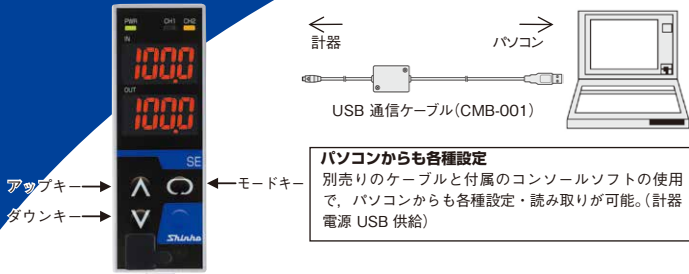 PWR CH1 CH2
IN
100.0
OUT
100.0
SE
アップキー
モードキー
ダウンキー
Shinko
計器 パソコン
USB 通信ケーブル(CMB-001)
パソコンからも各種設定
別売りのケーブルと付属のコンソールソフトの使用
で, パソコンからも各種設定・読み取りが可能。(計器
電源 USB 供給)